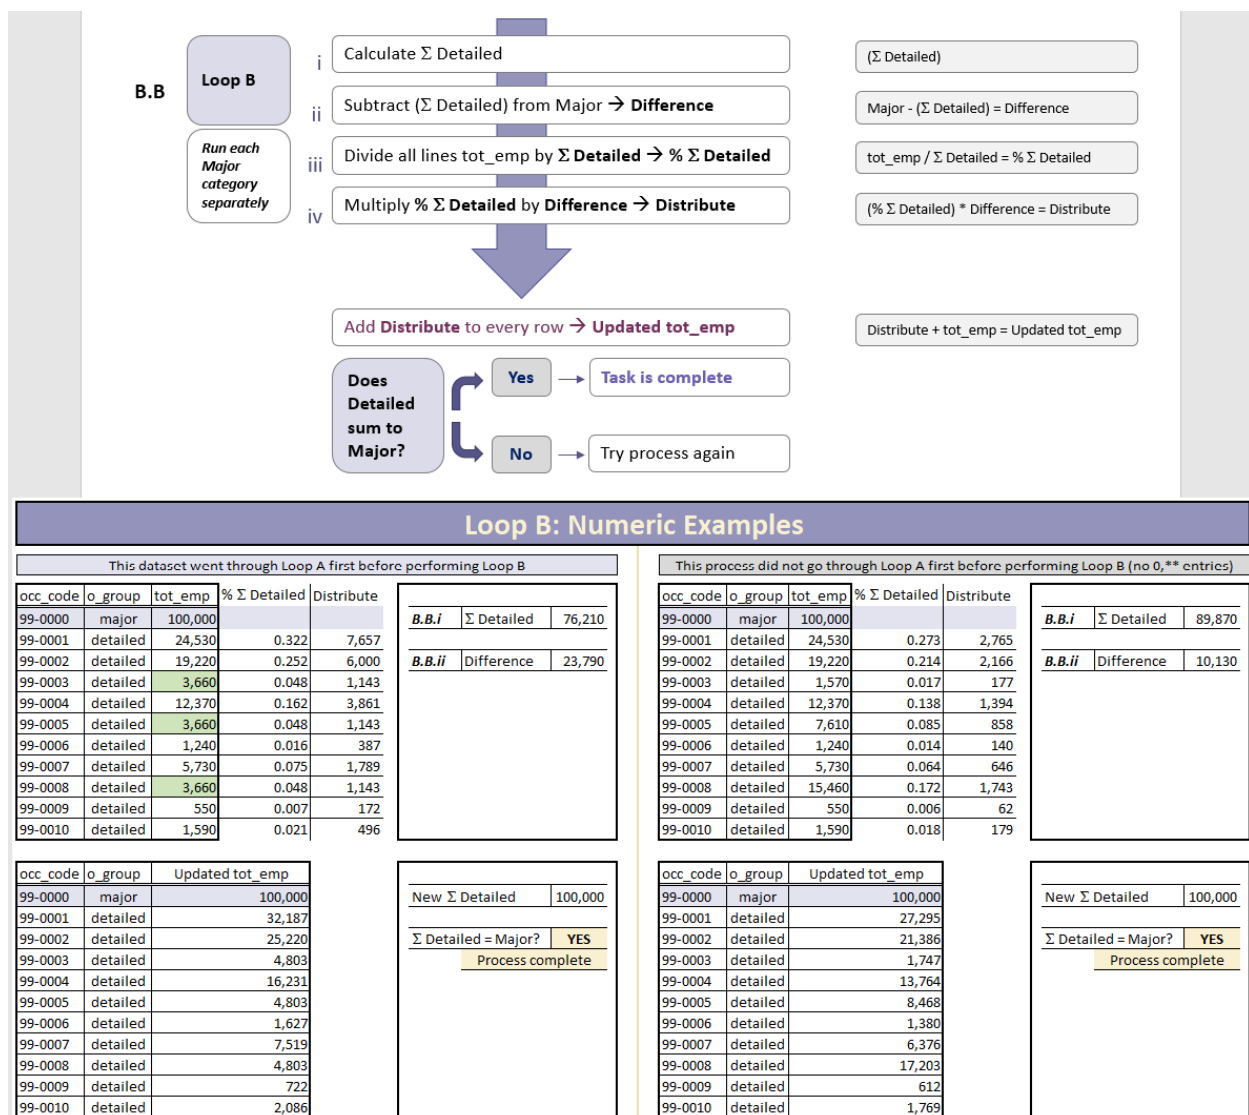 B.B
Loop B
Run each
Major
category
separately
i Calculate Σ Detailed
(Σ Detailed)
ii Subtract (Σ Detailed) from Major → Difference
Major - (Σ Detailed) = Difference
iii Divide all lines tot_emp by Σ Detailed → % Σ Detailed
tot_emp / Σ Detailed = % Σ Detailed
iv Multiply % Σ Detailed by Difference → Distribute
(% Σ Detailed) * Difference = Distribute
Add Distribute to every row → Updated tot_emp
Distribute + tot_emp = Updated tot_emp
Does
Detailed
sum to
Major?
Yes → Task is complete
No → Try process again
Loop B: Numeric Examples
This dataset went through Loop A first before performing Loop B
occ_code o_group tot_emp % Σ Detailed Distribute
99-0000 major 100,000
99-0001 detailed 24,530 0.322 7,657
99-0002 detailed 19,220 0.252 6,000
99-0003 detailed 3,660 0.048 1,143
99-0004 detailed 12,370 0.162 3,861
99-0005 detailed 3,660 0.048 1,143
99-0006 detailed 1,240 0.016 387
99-0007 detailed 5,730 0.075 1,789
99-0008 detailed 3,660 0.048 1,143
99-0009 detailed 550 0.007 172
99-0010 detailed 1,590 0.021 496
B.B.i Σ Detailed 76,210
B.B.ii Difference 23,790
occ_code o_group Updated tot_emp
99-0000 major 100,000
99-0001 detailed 32,187
99-0002 detailed 25,220
99-0003 detailed 4,803
99-0004 detailed 16,231
99-0005 detailed 4,803
99-0006 detailed 1,627
99-0007 detailed 7,519
99-0008 detailed 4,803
99-0009 detailed 722
99-0010 detailed 2,086
New Σ Detailed 100,000
Σ Detailed = Major? YES
Process complete
This process did not go through Loop A first before performing Loop B (no 0,** entries)
occ_code o_group tot_emp % Σ Detailed Distribute
99-0000 major 100,000
99-0001 detailed 24,530 0.273 2,765
99-0002 detailed 19,220 0.214 2,166
99-0003 detailed 1,570 0.017 177
99-0004 detailed 12,370 0.138 1,394
99-0005 detailed 7,610 0.085 858
99-0006 detailed 1,240 0.014 140
99-0007 detailed 5,730 0.064 646
99-0008 detailed 15,460 0.172 1,743
99-0009 detailed 550 0.006 62
99-0010 detailed 1,590 0.018 179
B.B.i Σ Detailed 89,870
B.B.ii Difference 10,130
occ_code o_group Updated tot_emp
99-0000 major 100,000
99-0001 detailed 27,295
99-0002 detailed 21,386
99-0003 detailed 1,747
99-0004 detailed 13,764
99-0005 detailed 8,468
99-0006 detailed 1,380
99-0007 detailed 6,376
99-0008 detailed 17,203
99-0009 detailed 612
99-0010 detailed 1,769
New Σ Detailed 100,000
Σ Detailed = Major? YES
Process complete